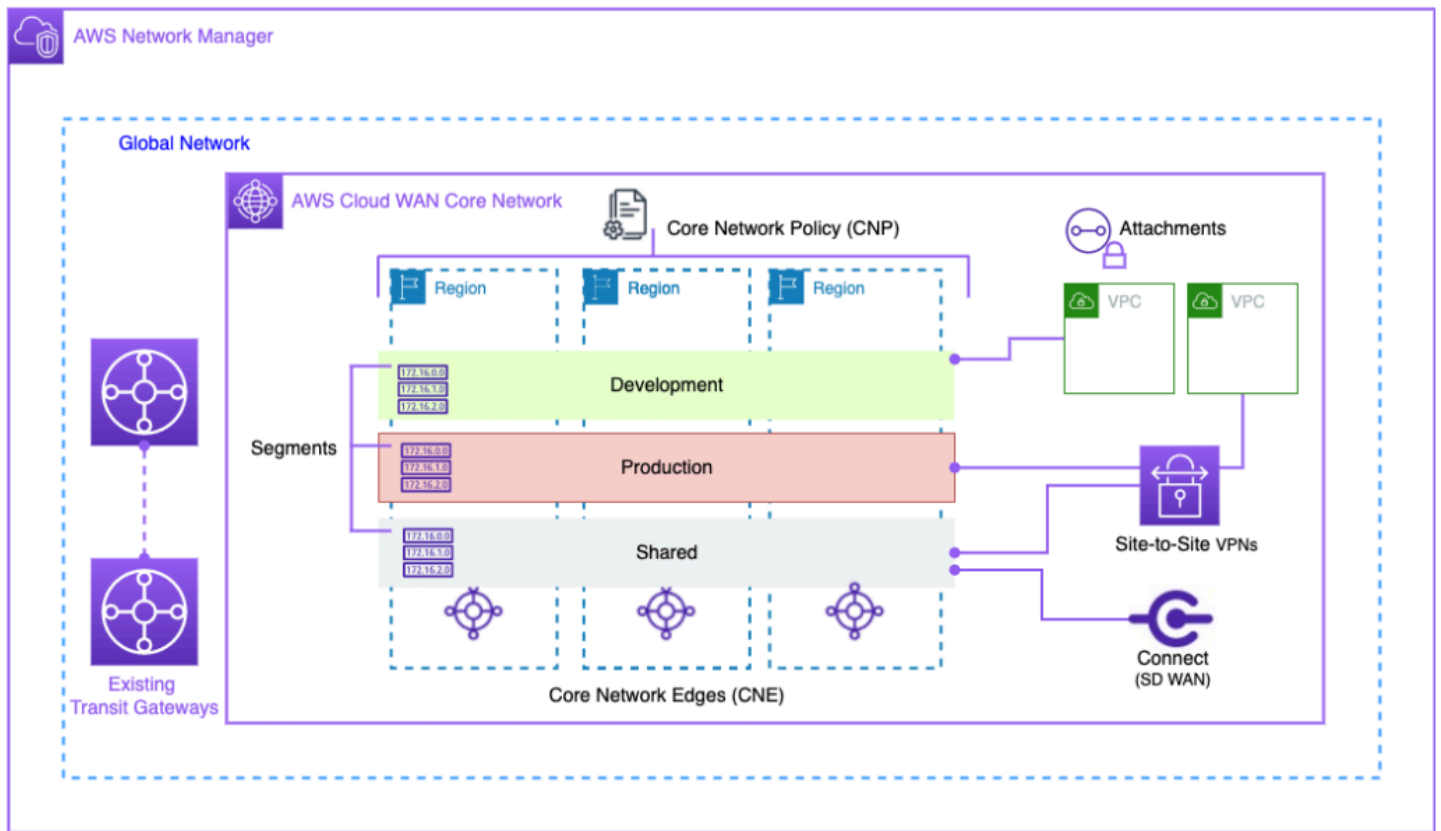 AWS Network Manager
Global Network
AWS Cloud WAN Core Network
Core Network Policy (CNP)
Attachments
Region
Region
Region
VPC
VPC
172.16.0.0
172.16.1.0
172.16.2.0
Development
Segments
172.16.0.0
172.16.1.0
172.16.2.0
Production
172.16.0.0
172.16.1.0
172.16.2.0
Shared
Site-to-Site VPNs
Connect
(SD WAN)
Existing
Transit Gateways
Core Network Edges (CNE)